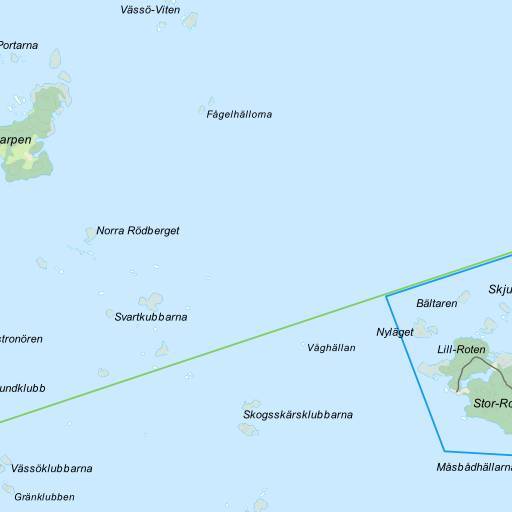 Vässö-Viten
Portarna
Fågelhällorna
arpen
Norra Rödberget
Skju
Bältaren
Svartkubbarna
Nyläget
stronören
Våghällan
Lill-Roten
undklubb
Stor-Ro
Skogsskärsklubbarna
Vässöklubbarna
Måsbådhällarna
Gränklubben